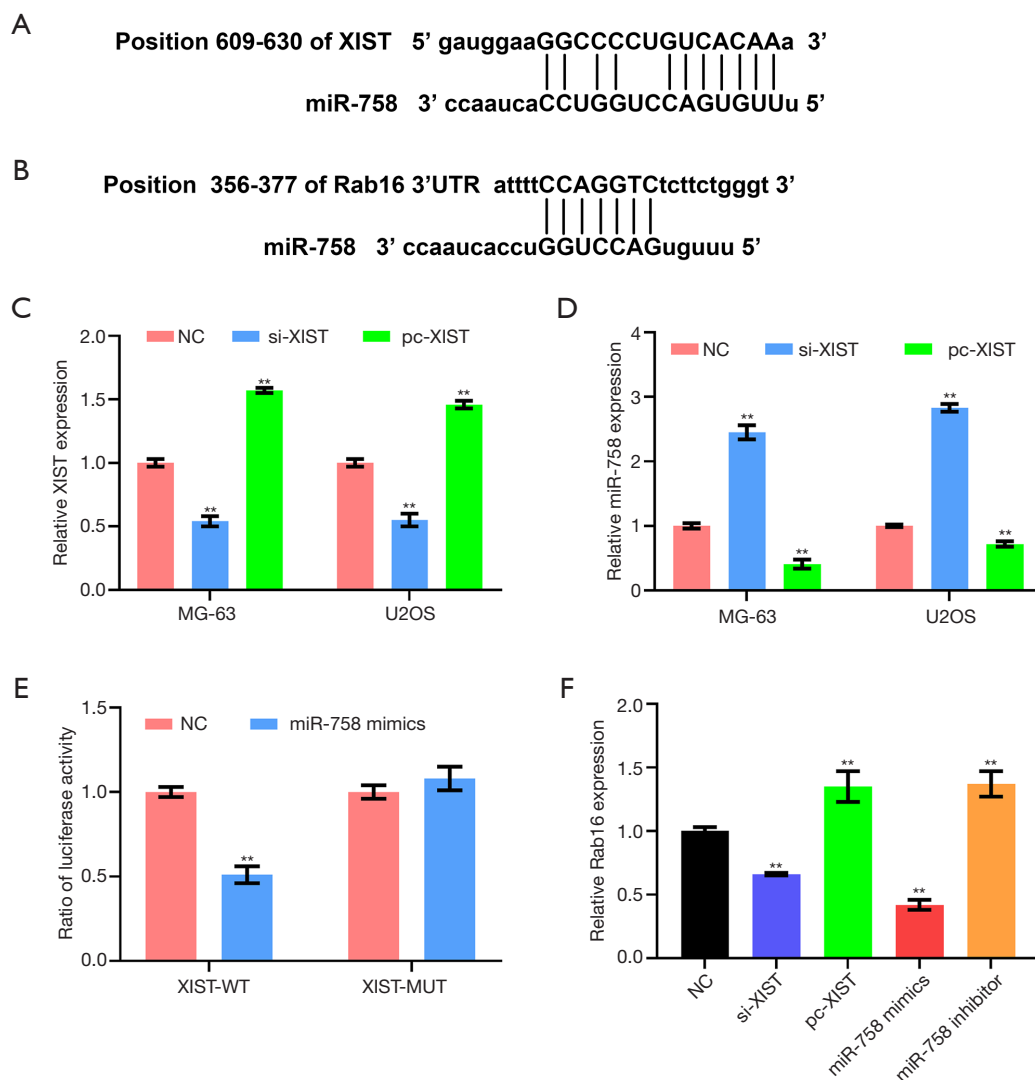 A
Position 609-630 of XIST 5’ gauggaaGGCCCCUGUCACAAa 3’
miR-758 3’ ccaaucaCCUGGUCCAGUGUUu 5’
B
Position 356-377 of Rab16 3’UTR attttCCAGGTCtcttctgggt 3’
miR-758 3’ ccaaucaccuGGUCCAGuguuu 5’
C
NC si-XIST pc-XIST
Relative XIST expression
2.0
1.5
1.0
0.5
0.0
** ** ** **
MG-63 U2OS
D
NC si-XIST pc-XIST
Relative miR-758 expression
4
3
2
1
0
** ** ** **
MG-63 U2OS
E
NC miR-758 mimics
Ratio of luciferase activity
1.5
1.0
0.5
0.0
**
XIST-WT XIST-MUT
F
Relative Rab16 expression
2.0
1.5
1.0
0.5
0.0
** ** ** **
NC
si-XIST
pc-XIST
miR-758 mimics
miR-758 inhibitor